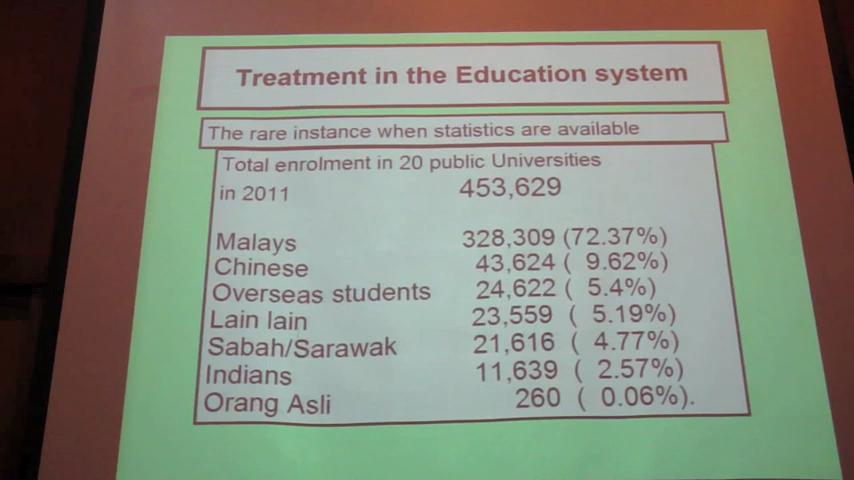 Treatment in the Education system
The rare instance when statistics are available
Total enrolment in 20 public Universities
in 2011 453,629
Malays 328,309 (72.37%)
Chinese 43,624 ( 9.62%)
Overseas students 24,622 ( 5.4%)
Lain lain 23,559 ( 5.19%)
Sabah/Sarawak 21,616 ( 4.77%)
Indians 11,639 ( 2.57%)
Orang Asli 260 ( 0.06%).